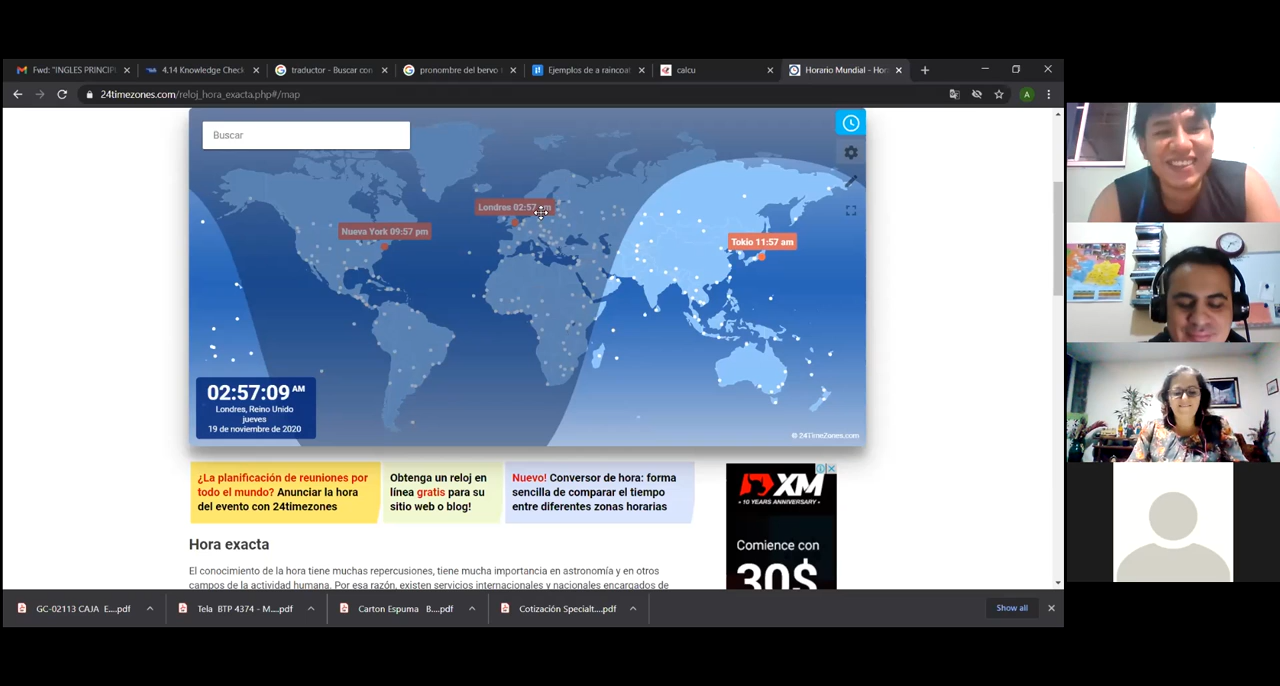 Fwd: "INGLES PRINCIPI
4.14 Knowledge Check
traductor - Buscar con
pronombre del bervo t
Ejemplos de a raincoat
calcu
Horario Mundial - Hor
24timezones.com/reloj_hora_exacta.php#/map
A
Buscar
Londres 02:57 am
Nueva York 09:57 pm
Tokio 11:57 am
02:57:09 AM
Londres, Reino Unido
jueves
19 de noviembre de 2020
© 24TimeZones.com
¿La planificación de reuniones por
todo el mundo? Anunciar la hora
del evento con 24timezones
Obtenga un reloj en
línea gratis para su
sitio web o blog!
Nuevo! Conversor de hora: forma
sencilla de comparar el tiempo
entre diferentes zonas horarias
XM
10 YEARS ANNIVERSARY
Comience con
30$
Hora exacta
El conocimiento de la hora tiene muchas repercusiones, tiene mucha importancia en astronomía y en otros
campos de la actividad humana. Por esa razón, existen servicios internacionales y nacionales encargados de
GC-02113 CAJA E....pdf
Tela BTP 4374 - M....pdf
Carton Espuma B....pdf
Cotización Specialt....pdf
Show all